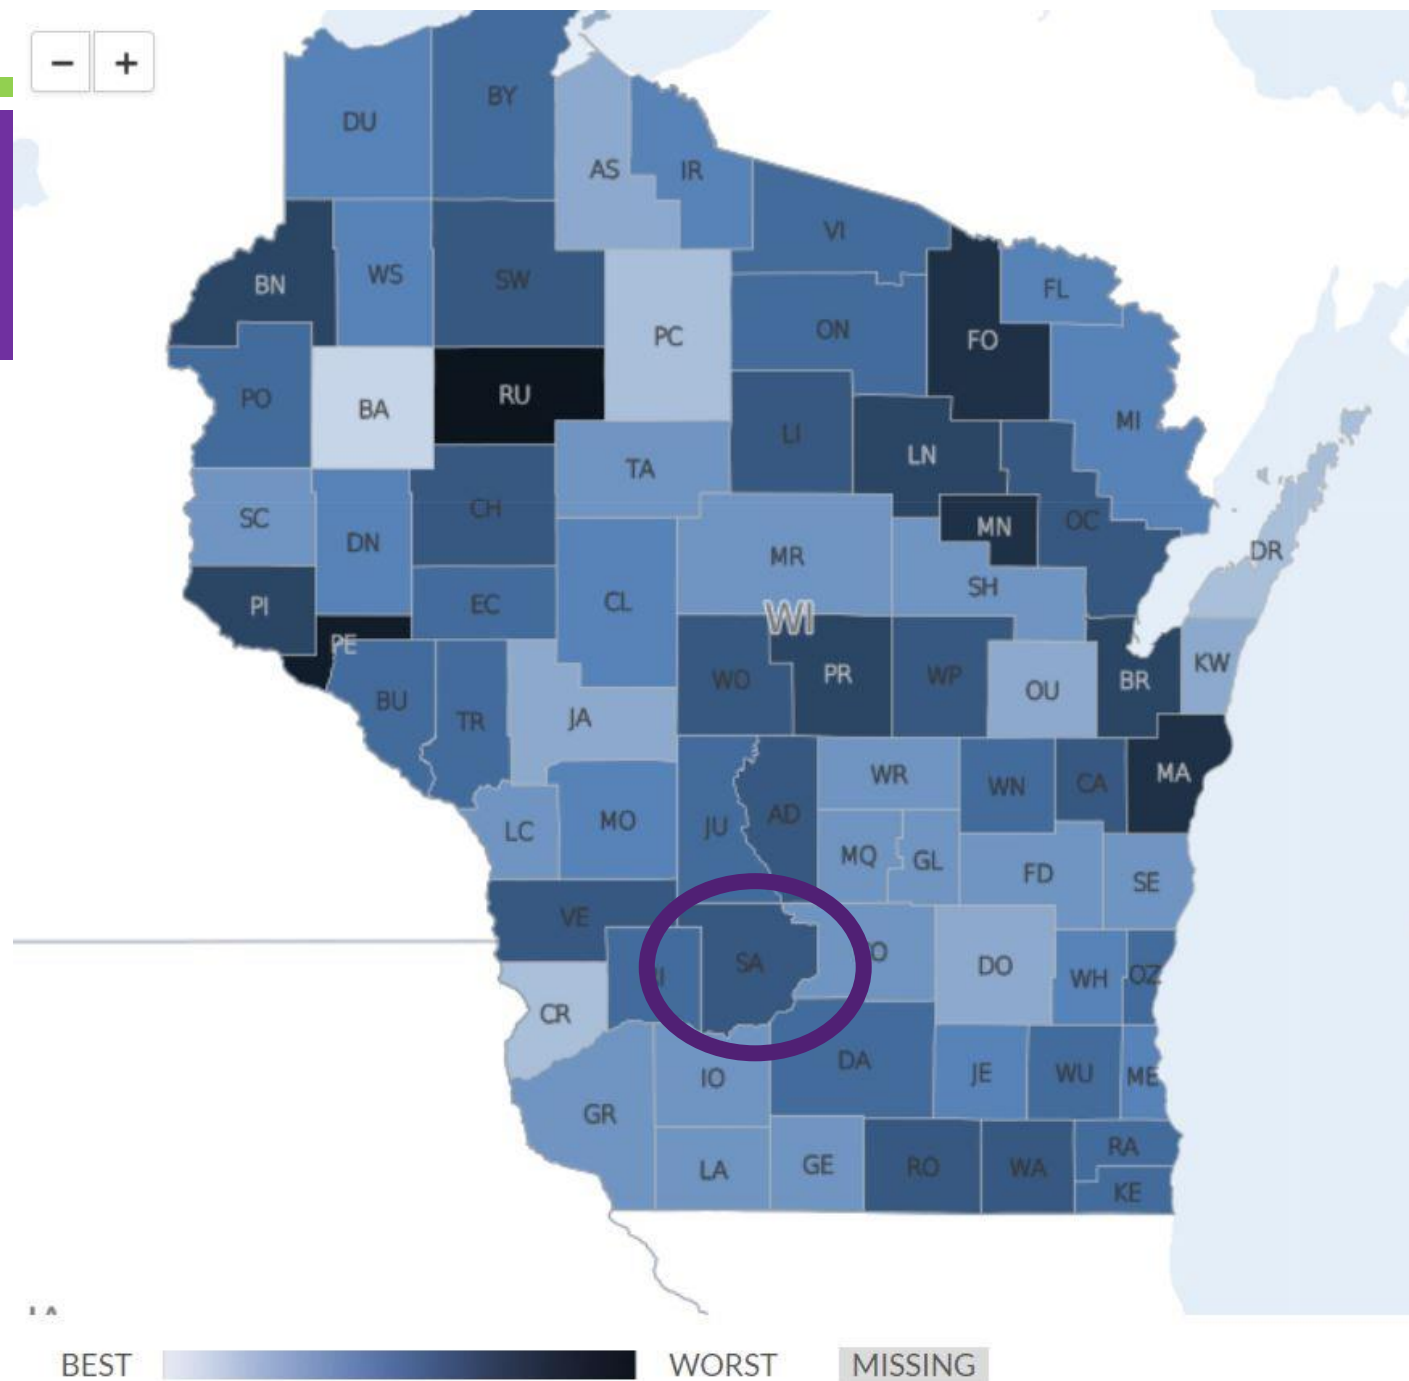 − +
BY
DU
AS IR
VI
WS SW
BN FL
ON
PC FO
RU
PO BA
MI
LI
LN
TA
CH
SC OC
MN
DN
MR DR
SH
PI EC CL
WI
PE
KW
PR WP
WO BR
OU
BU
JA
TR
WR MA
WN CA
AD
MO JU
LC
MQ GL
FD
SE
VE
O
SA DO
WH OZ
CR
DA
JE WU ME
IO
GR
RA
GE RO WA
LA
KE
BEST WORST MISSING